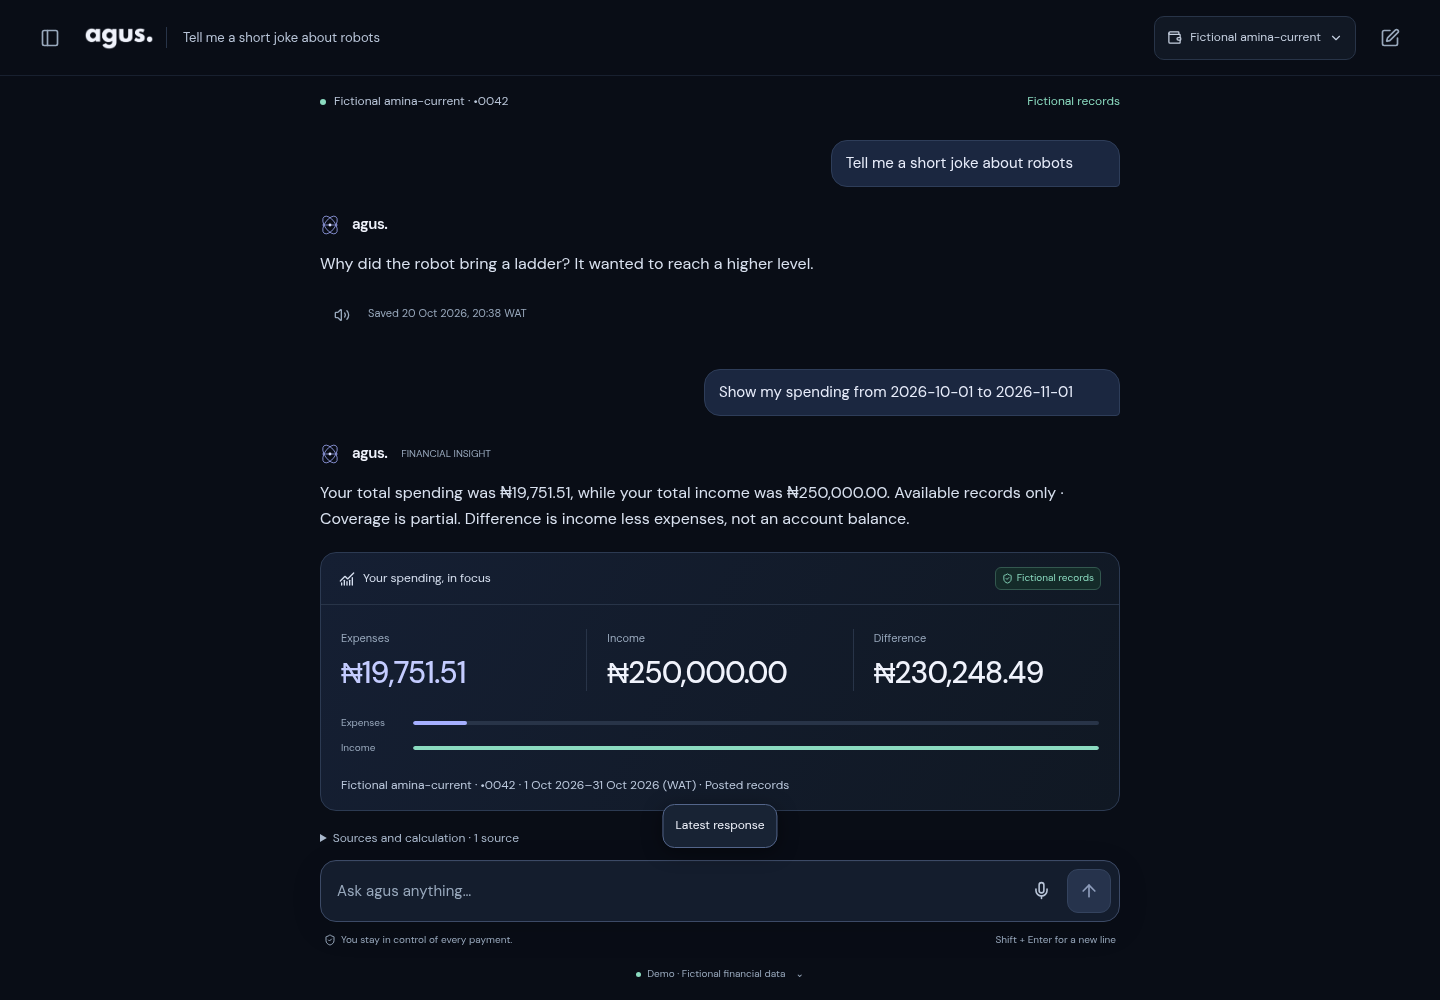 agus.
Tell me a short joke about robots
Fictional amina-current
Fictional amina-current · •0042
Fictional records
Tell me a short joke about robots
agus.
Why did the robot bring a ladder? It wanted to reach a higher level.
Saved 20 Oct 2026, 20:38 WAT
Show my spending from 2026-10-01 to 2026-11-01
agus. FINANCIAL INSIGHT
Your total spending was ₦19,751.51, while your total income was ₦250,000.00. Available records only ·
Coverage is partial. Difference is income less expenses, not an account balance.
Your spending, in focus
Fictional records
Expenses
₦19,751.51
Income
₦250,000.00
Difference
₦230,248.49
Expenses
Income
Fictional amina-current · •0042 · 1 Oct 2026–31 Oct 2026 (WAT) · Posted records
Latest response
Sources and calculation · 1 source
Ask agus anything...
You stay in control of every payment.
Shift + Enter for a new line
Demo · Fictional financial data